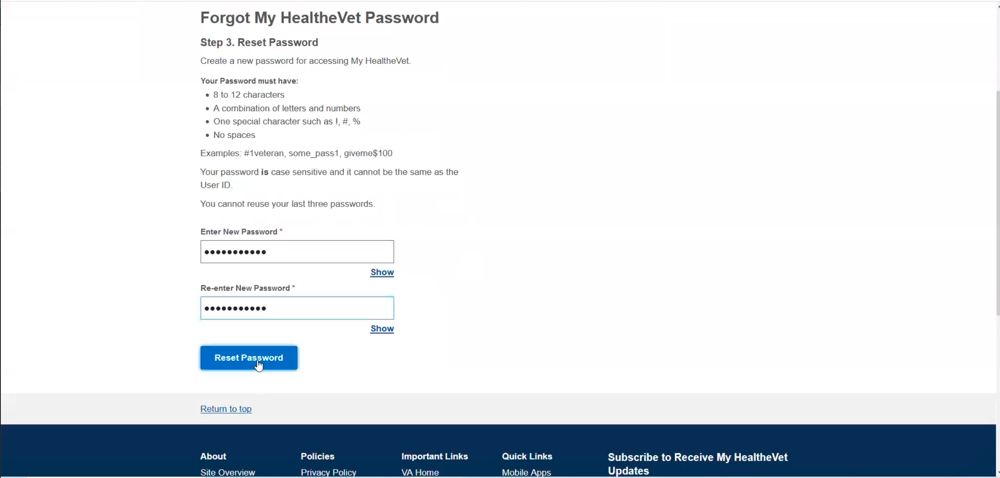 Forgot My HealtheVet Password
Step 3. Reset Password
Create a new password for accessing My HealtheVet.
Your Password must have:
• 8 to 12 characters
• A combination of letters and numbers
• One special character such as !, #, %
• No spaces
Examples: #1veteran, some_pass1, giveme$100
Your password is case sensitive and it cannot be the same as the
User ID.
You cannot reuse your last three passwords.
Enter New Password *
•••••••••••
Show
Re-enter New Password *
•••••••••••
Show
Reset Password
Return to top
About
Policies
Important Links
Quick Links
Subscribe to Receive My HealtheVet
Updates
Site Overview
Privacy Policy
VA Home
Mobile Apps